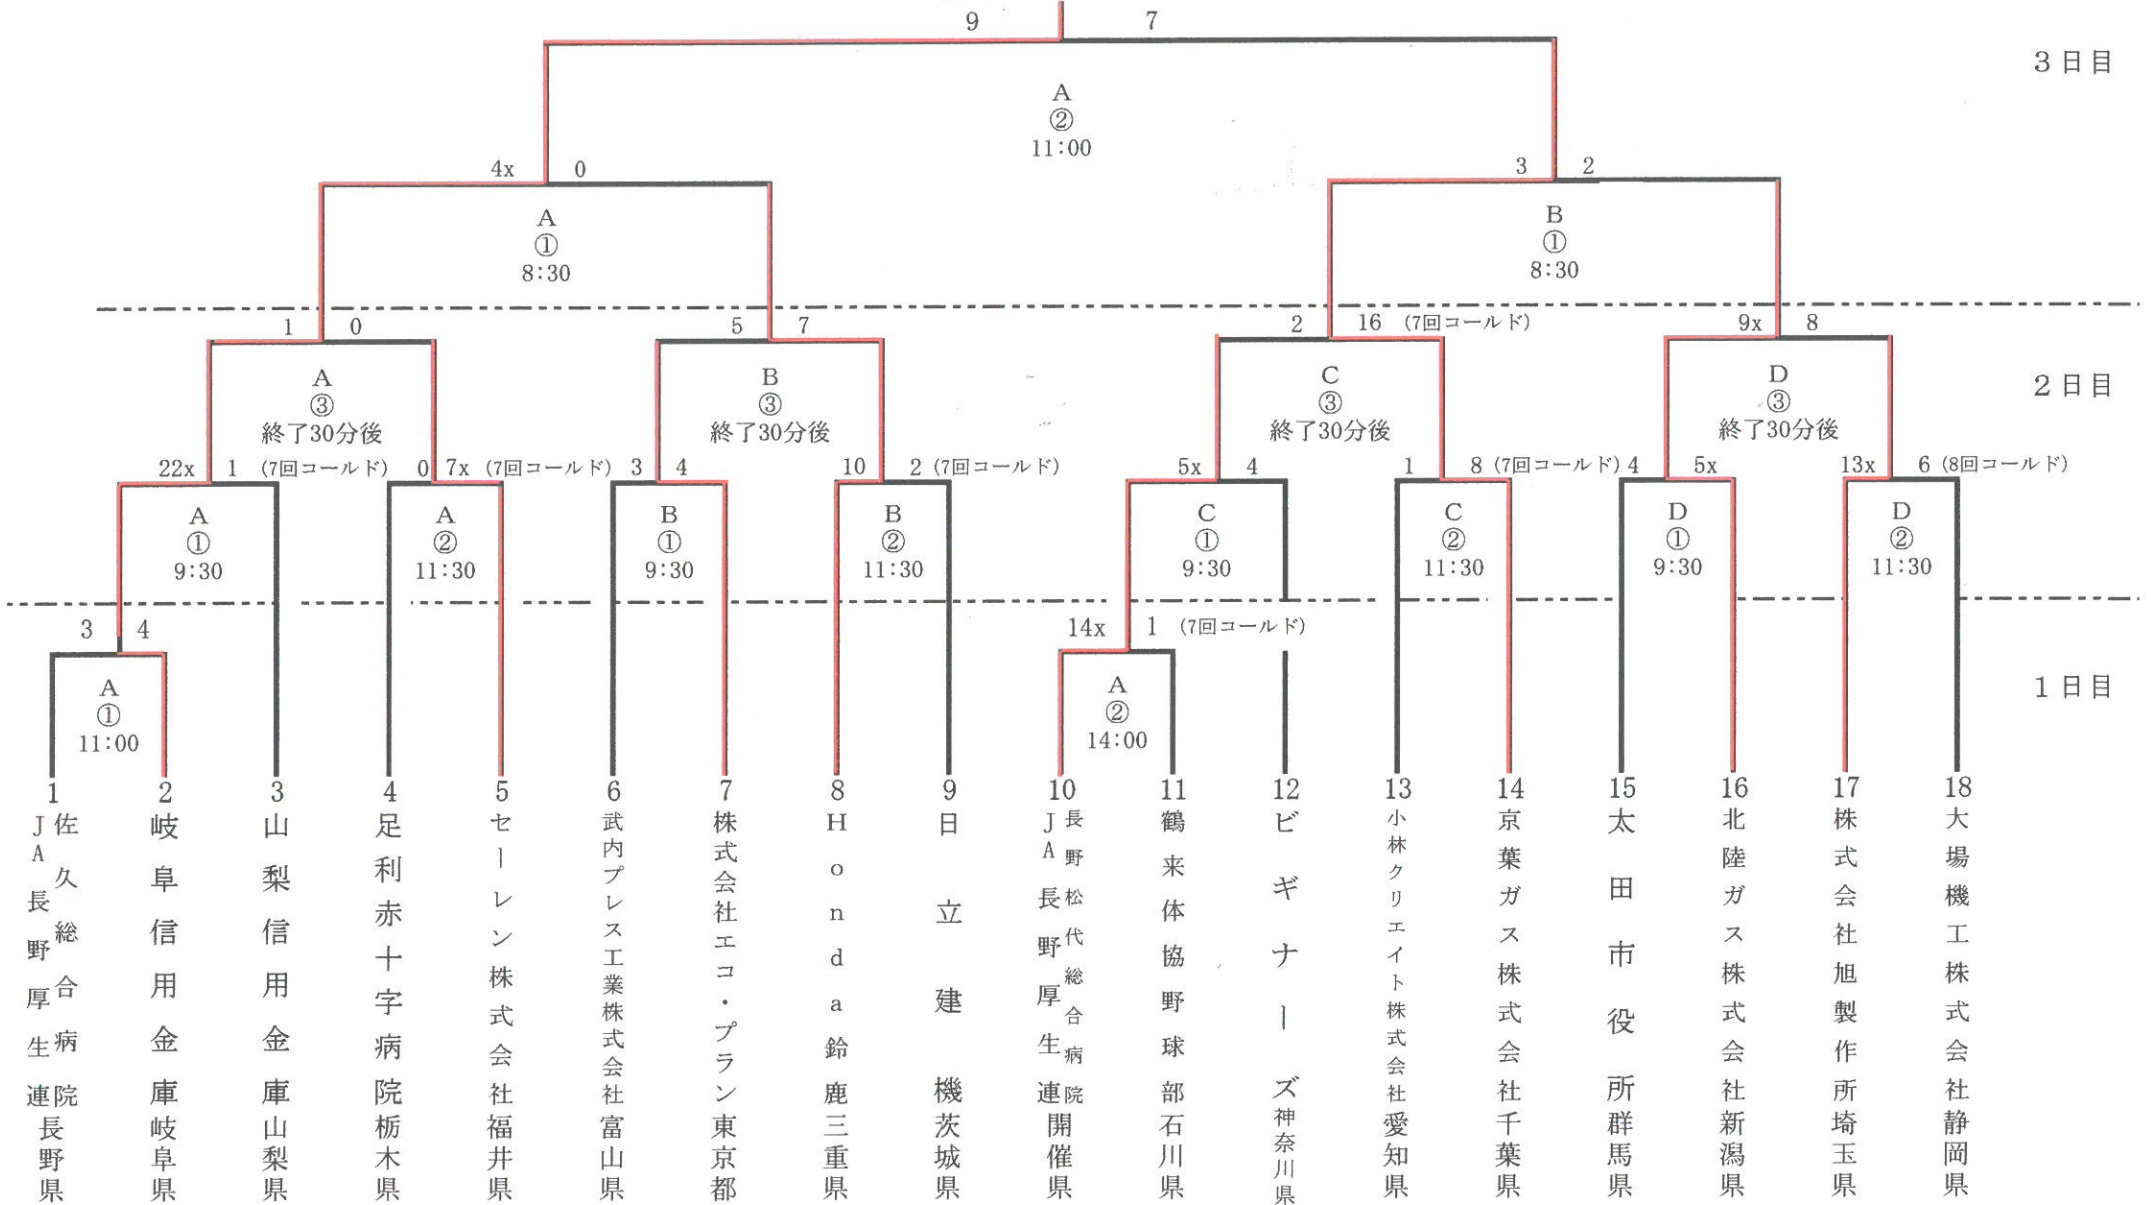 9 7
3日目
A
②
11:00
4x 0
3 2
A
①
8:30
B
①
8:30
1 0
5 7
2 16 (7回コールド)
9x 8
A
③
終了30分後
B
③
終了30分後
C
③
終了30分後
D
③
終了30分後
2日目
22x 1 (7回コールド)
0 7x (7回コールド)
3 4
10 2 (7回コールド)
5x 4
1 8 (7回コールド)
4 5x
13x 6 (8回コールド)
A
①
9:30
A
②
11:30
B
①
9:30
B
②
11:30
C
①
9:30
C
②
11:30
D
①
9:30
D
②
11:30
3 4
14x 1 (7回コールド)
A
①
11:00
A
②
14:00
1日目
1
JA長野厚生連
佐久総合病院
長野県
2
岐阜信用金庫
岐阜県
3
山梨信用金庫
山梨県
4
足利赤十字病院
栃木県
5
セーレン株式会社
福井県
6
武内プレス工業株式会社
富山県
7
株式会社エコ・プラン
東京都
8
Honda鈴鹿
三重県
9
日立建機
茨城県
10
JA長野厚生連
長野松代総合病院
開催県
11
鶴来体協野球部
石川県
12
ビギナーズ
神奈川県
13
小林クリエイト株式会社
愛知県
14
京葉ガス株式会社
千葉県
15
太田市役所
群馬県
16
北陸ガス株式会社
新潟県
17
株式会社旭製作所
埼玉県
18
大場機工株式会社
静岡県